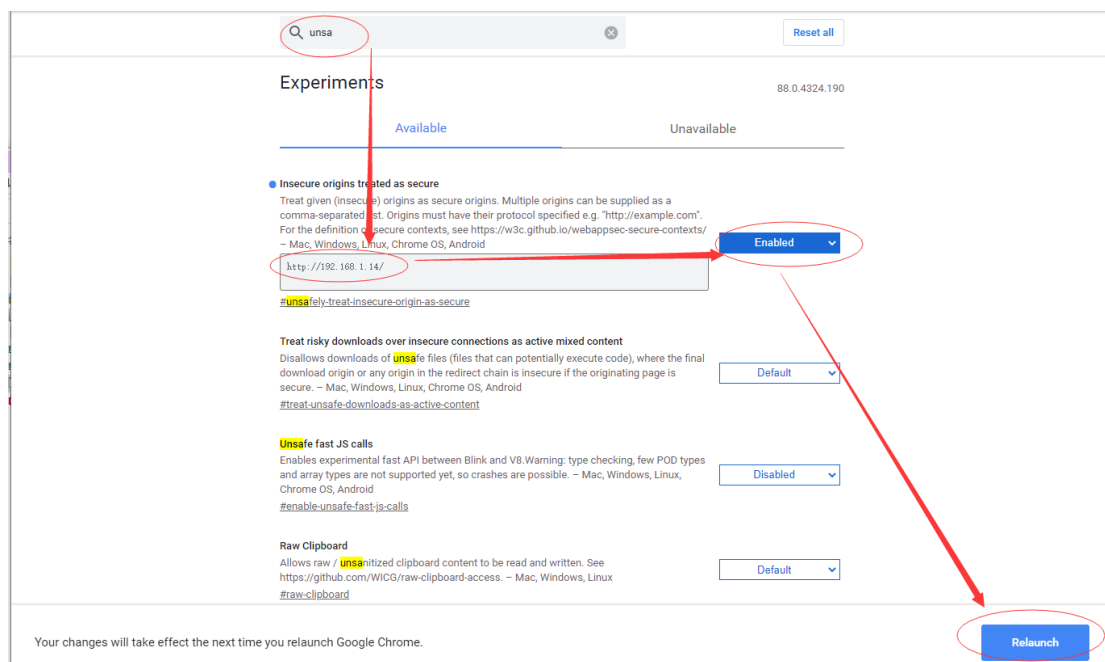 unsa
Reset all
Experiments
88.0.4324.190
Available
Unavailable
Insecure origins treated as secure
Treat given (insecure) origins as secure origins. Multiple origins can be supplied as a
comma-separated list. Origins must have their protocol specified e.g. "http://example.com".
For the definition of secure contexts, see https://w3c.github.io/webappsec-secure-contexts/
– Mac, Windows, Linux, Chrome OS, Android
Enabled
http://192.168.1.14/
#unsafely-treat-insecure-origin-as-secure
Treat risky downloads over insecure connections as active mixed content
Disallows downloads of unsafe files (files that can potentially execute code), where the final
download origin or any origin in the redirect chain is insecure if the originating page is
secure. – Mac, Windows, Linux, Chrome OS, Android
Default
#treat-unsafe-downloads-as-active-content
Unsafe fast JS calls
Enables experimental fast API between Blink and V8.Warning: type checking, few POD types
and array types are not supported yet, so crashes are possible. – Mac, Windows, Linux,
Chrome OS, Android
Disabled
#enable-unsafe-fast-js-calls
Raw Clipboard
Allows raw / unsanitized clipboard content to be read and written. See
https://github.com/WICG/raw-clipboard-access. – Mac, Windows, Linux
Default
#raw-clipboard
Your changes will take effect the next time you relaunch Google Chrome.
Relaunch